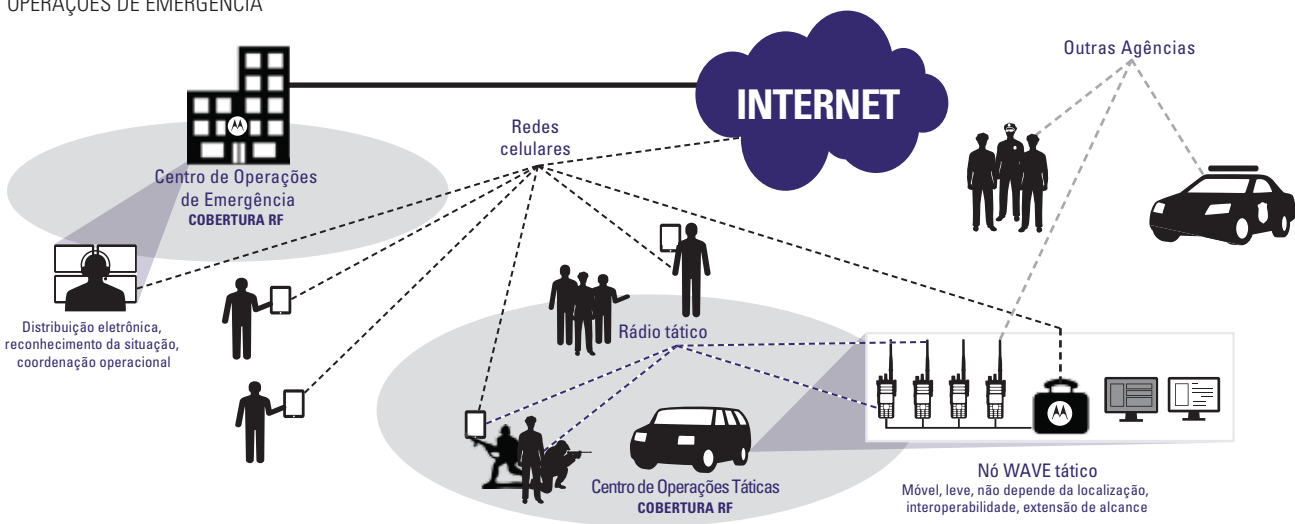 OPERAÇÕES DE EMERGÊNCIA
Outras Agências
INTERNET
Redes
celulares
Centro de Operações
de Emergência
COBERTURA RF
Distribuição eletrônica,
reconhecimento da situação,
coordenação operacional
Rádio tático
Centro de Operações Táticas
COBERTURA RF
Nó WAVE tático
Móvel, leve, não depende da localização,
interoperabilidade, extensão de alcance